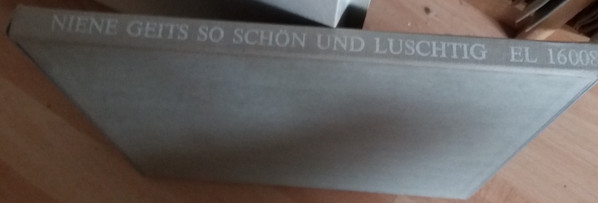 NIENE GEITS SO SCHÖN UND LUSCHTIG EL 16008